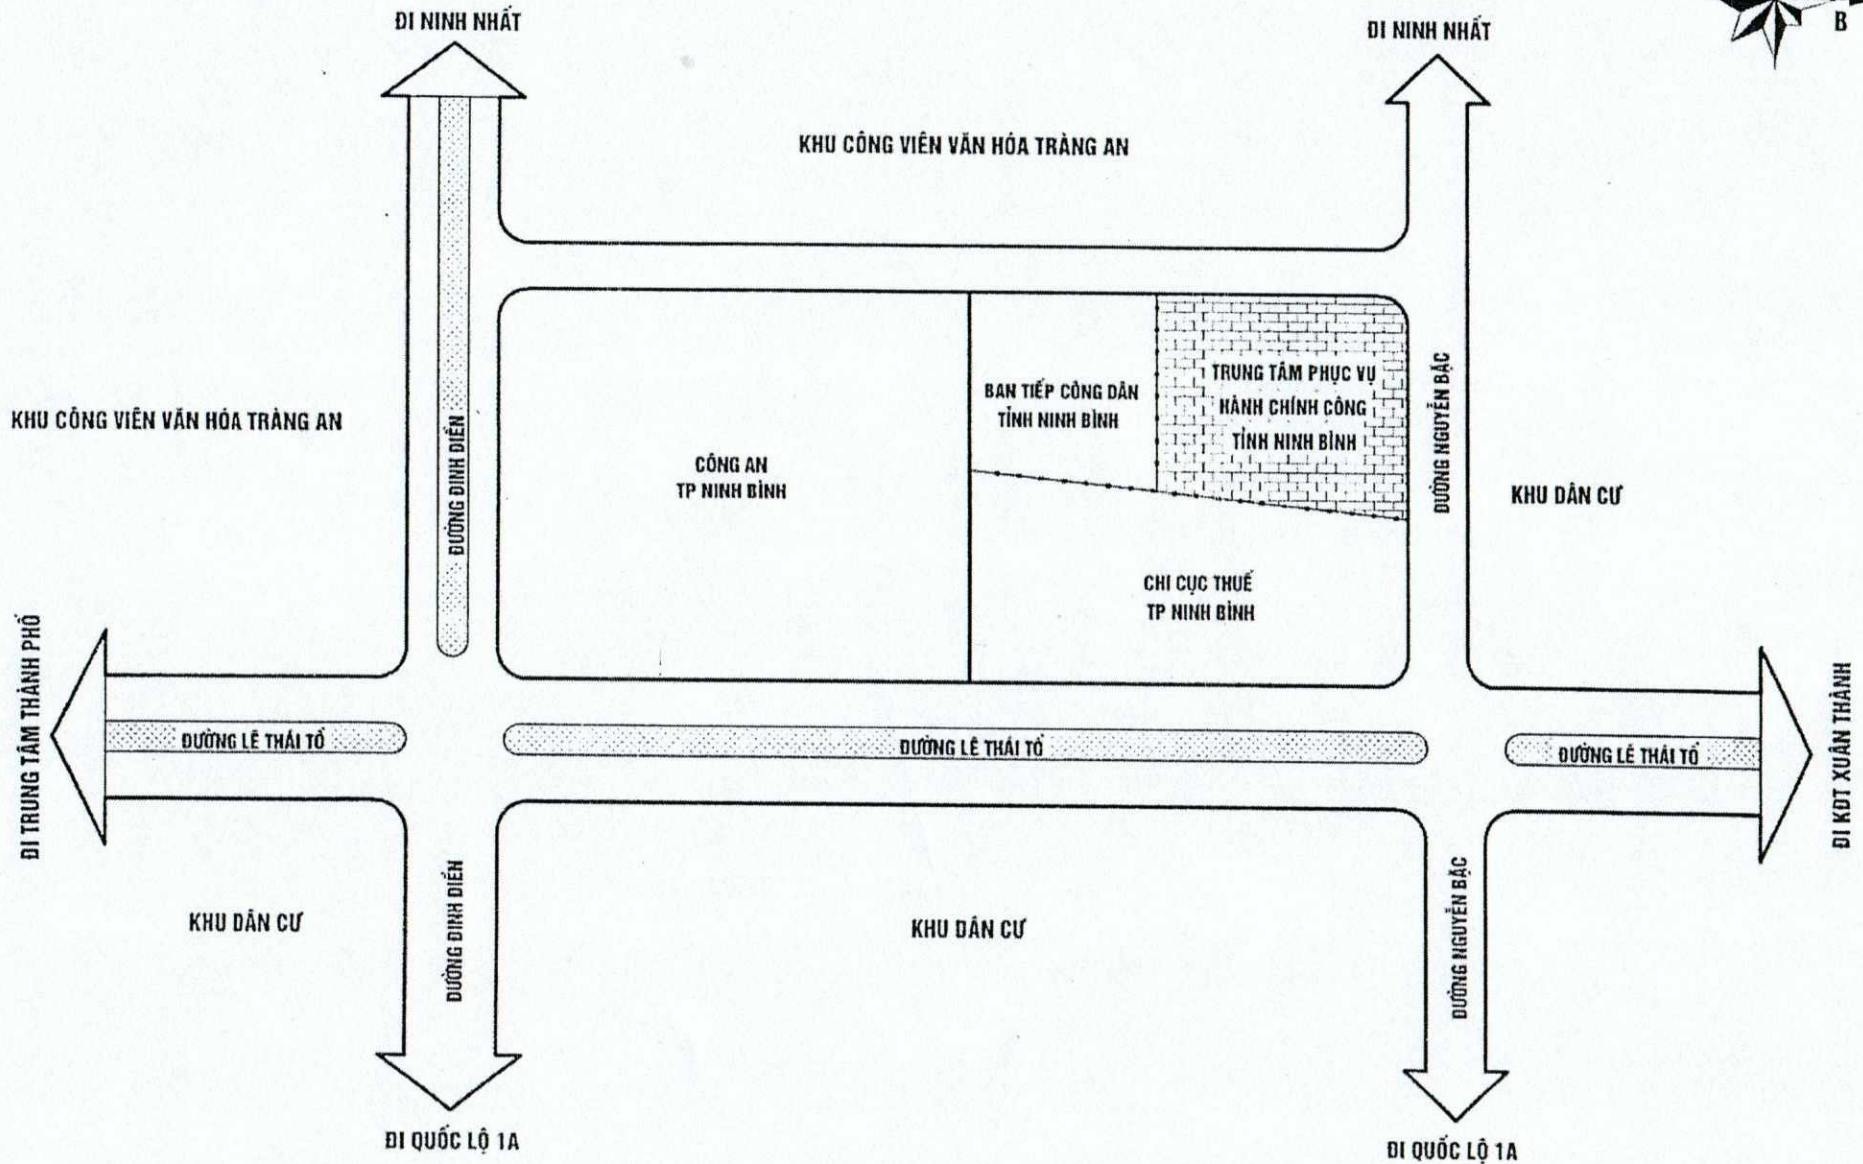 ĐI NINH NHẤT
ĐI NINH NHẤT
B
KHU CÔNG VIÊN VĂN HÓA TRÀNG AN
KHU CÔNG VIÊN VĂN HÓA TRÀNG AN
ĐƯỜNG ĐINH ĐIỀN
CÔNG AN
TP NINH BÌNH
BAN TIẾP CÔNG DÂN
TỈNH NINH BÌNH
TRUNG TÂM PHỤC VỤ
HÀNH CHÍNH CÔNG
TỈNH NINH BÌNH
ĐƯỜNG NGUYỄN BẶC
KHU DÂN CƯ
CHI CỤC THUẾ
TP NINH BÌNH
ĐI TRUNG TÂM THÀNH PHỐ
ĐƯỜNG LÊ THÁI TỔ
ĐƯỜNG LÊ THÁI TỔ
ĐƯỜNG LÊ THÁI TỔ
ĐI KĐT XUÂN THÀNH
KHU DÂN CƯ
ĐƯỜNG ĐINH ĐIỀN
KHU DÂN CƯ
ĐƯỜNG NGUYỄN BẶC
ĐI QUỐC LỘ 1A
ĐI QUỐC LỘ 1A